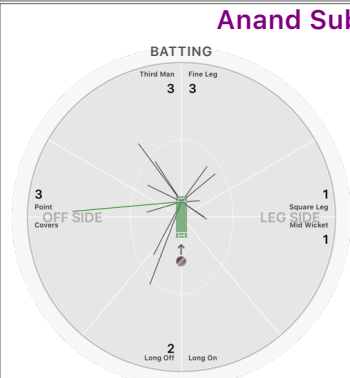 Anand Sub
BATTING
Third Man Fine Leg
3 3
3
Point
OFF SIDE
Covers
1
Square Leg
LEG SIDE
Mid Wicket
1
2
Long Off Long On